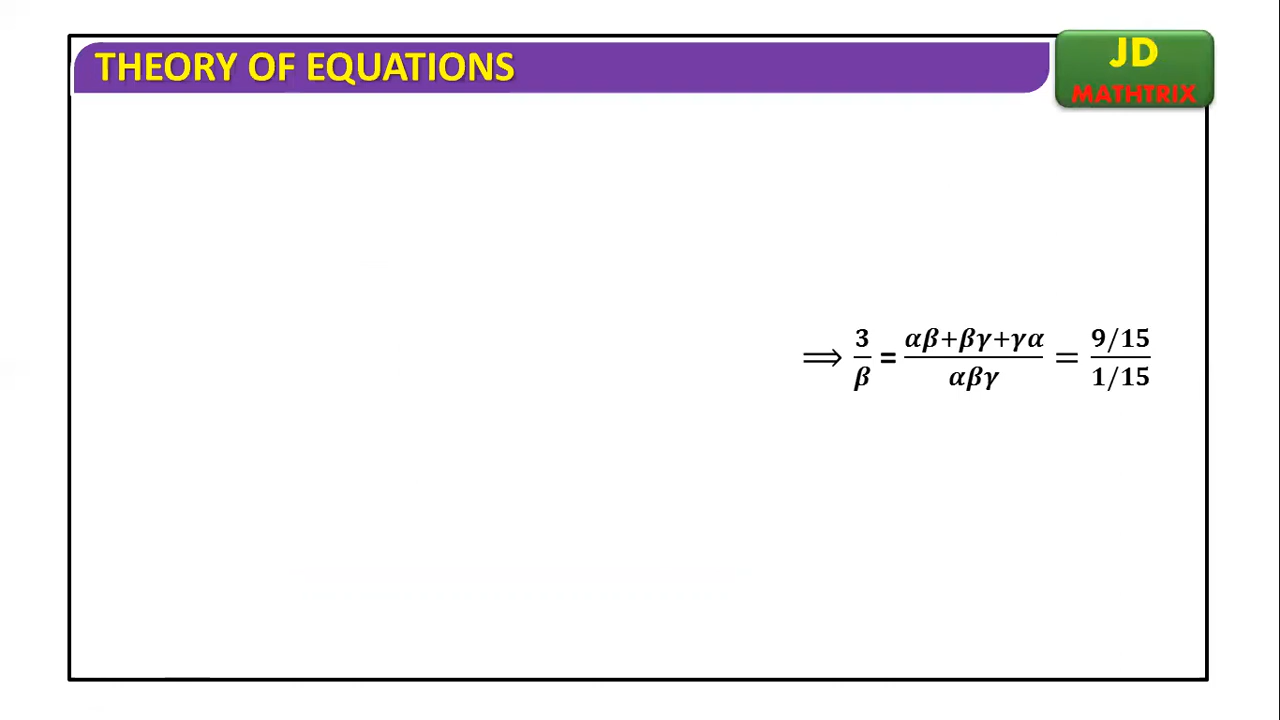 THEORY OF EQUATIONS
JD
MATHTRIX
⟹ 3/β = (αβ+βγ+γα)/(αβγ) = (9/15)/(1/15)